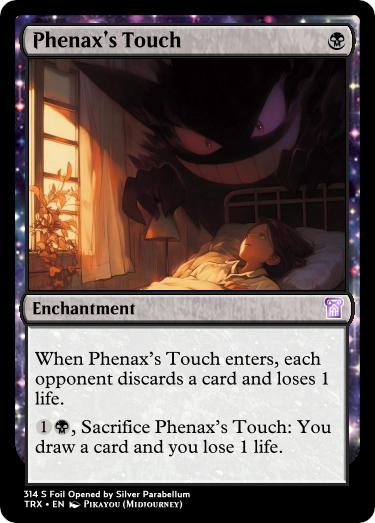 Phenax's Touch
Enchantment
When Phenax's Touch enters, each
opponent discards a card and loses 1
life.
1 , Sacrifice Phenax's Touch: You
draw a card and you lose 1 life.
314 S Foil Opened by Silver Parabellum
TRX • EN Pikayou (Midjourney)